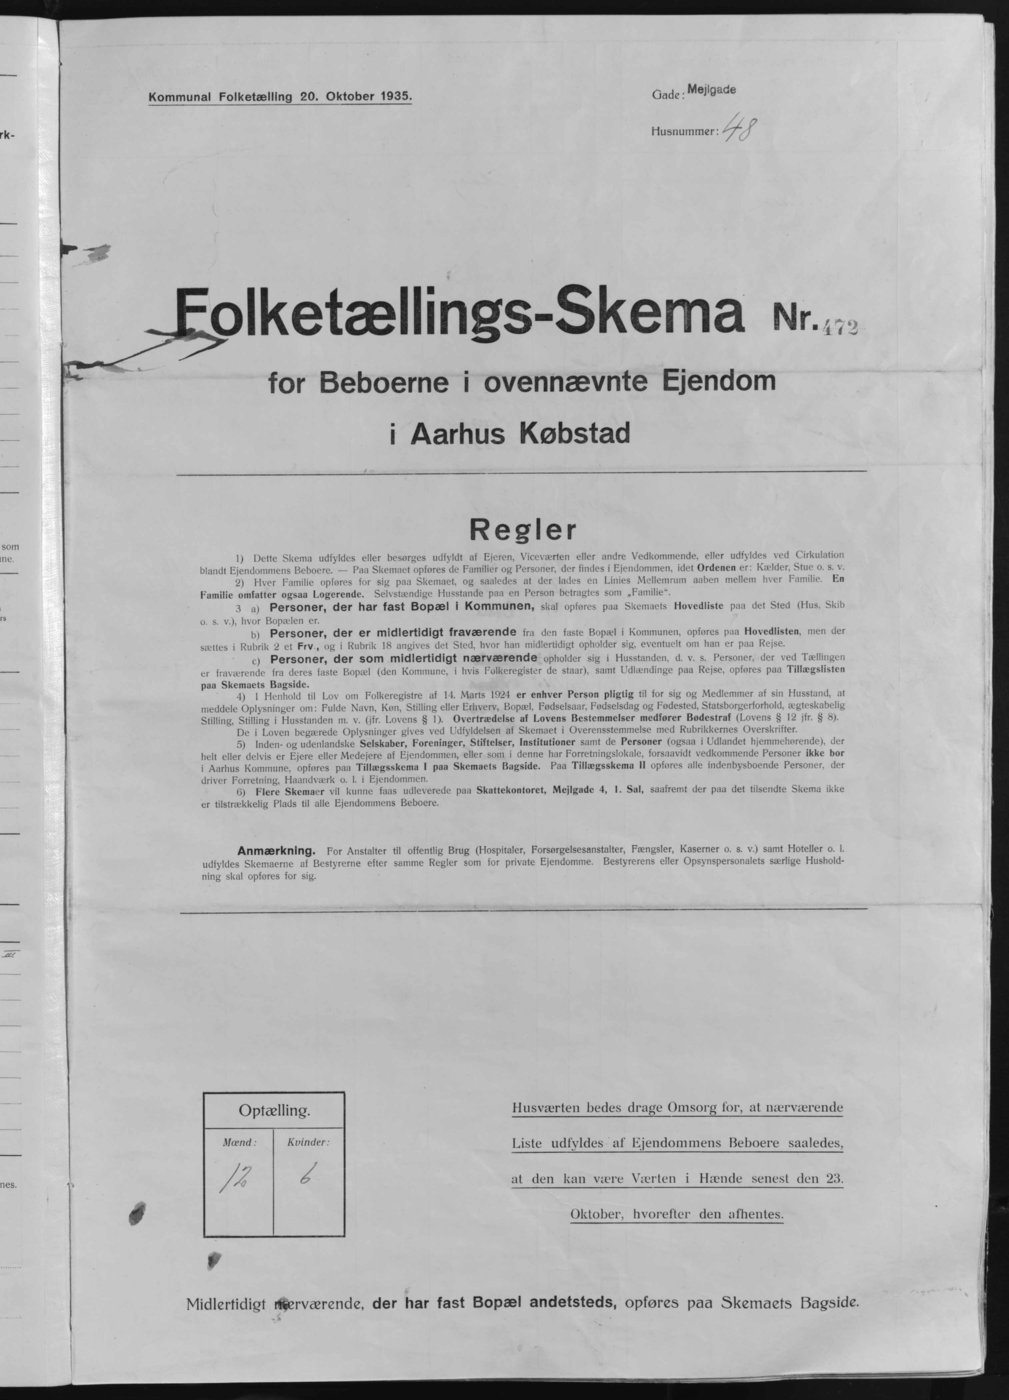 Kommunal Folketælling 20. Oktober 1935.
Gade: Mejlgade
Husnummer: 48
Folketællings-Skema Nr. 472
for Beboerne i ovennævnte Ejendom
i Aarhus Købstad
Regler
1) Dette Skema udfyldes eller besørges udfyldt af Ejeren, Viceværten eller andre Vedkommende, eller udfyldes ved Cirkulation
blandt Ejendommens Beboere. — Paa Skemaet opføres de Familier og Personer, der findes i Ejendommen, idet Ordenen er: Kælder, Stue o. s. v.
2) Hver Familie opføres for sig paa Skemaet, og saaledes at der lades en Linies Mellemrum aaben mellem hver Familie. En
Familie omfatter ogsaa Logerende. Selvstændige Husstande paa en Person betragtes som „Familie".
3 a) Personer, der har fast Bopæl i Kommunen, skal opføres paa Skemaets Hovedliste paa det Sted (Hus, Skib
o. s. v.), hvor Bopælen er.
b) Personer, der er midlertidigt fraværende fra den faste Bopæl i Kommunen, opføres paa Hovedlisten, men der
sættes i Rubrik 2 et Frv., og i Rubrik 18 angives det Sted, hvor han midlertidigt opholder sig, eventuelt om han er paa Rejse.
c) Personer, der som midlertidigt nærværende opholder sig i Husstanden, d. v. s. Personer, der ved Tællingen
er fraværende fra deres faste Bopæl (den Kommune, i hvis Folkeregister de staar), samt Udlændinge paa Rejse, opføres paa Tillægslisten
paa Skemaets Bagside.
4) I Henhold til Lov om Folkeregistre af 14. Marts 1924 er enhver Person pligtig til for sig og Medlemmer af sin Husstand, at
meddele Oplysninger om: Fulde Navn, Køn, Stilling eller Erhverv, Bopæl, Fødselsaar, Fødselsdag og Fødested, Statsborgerforhold, ægteskabelig
Stilling, Stilling i Husstanden m. v. (jfr. Lovens § 1). Overtrædelse af Lovens Bestemmelser medfører Bødestraf (Lovens § 12 jfr. § 8).
De i Loven begærede Oplysninger gives ved Udfyldelsen af Skemaet i Overensstemmelse med Rubrikkernes Overskrifter.
5) Inden- og udenlandske Selskaber, Foreninger, Stiftelser, Institutioner samt de Personer (ogsaa i Udlandet hjemmehørende), der
helt eller delvis er Ejere eller Medejere af Ejendommen, eller som i denne har Forretningslokale, forsaavidt vedkommende Personer ikke bor
i Aarhus Kommune, opføres paa Tillægsskema I paa Skemaets Bagside. Paa Tillægsskema II opføres alle indenbysboende Personer, der
driver Forretning, Haandværk o. l. i Ejendommen.
6) Flere Skemaer vil kunne faas udleverede paa Skattekontoret, Mejlgade 4, 1. Sal, saafremt der paa det tilsendte Skema ikke
er tilstrækkelig Plads til alle Ejendommens Beboere.
Anmærkning. For Anstalter til offentlig Brug (Hospitaler, Forsørgelsesanstalter, Fængsler, Kaserner o. s. v.) samt Hoteller o. l.
udfyldes Skemaerne af Bestyrerne efter samme Regler som for private Ejendomme. Bestyrerens eller Opsynspersonalets særlige Hushold-
ning skal opføres for sig.
Optælling.
Mænd: Kvinder:
12 6
Husværten bedes drage Omsorg for, at nærværende
Liste udfyldes af Ejendommens Beboere saaledes,
at den kan være Værten i Hænde senest den 23.
Oktober, hvorefter den afhentes.
Midlertidigt nærværende, der har fast Bopæl andetsteds, opføres paa Skemaets Bagside.
rk-
som
ne.
rs
nes.